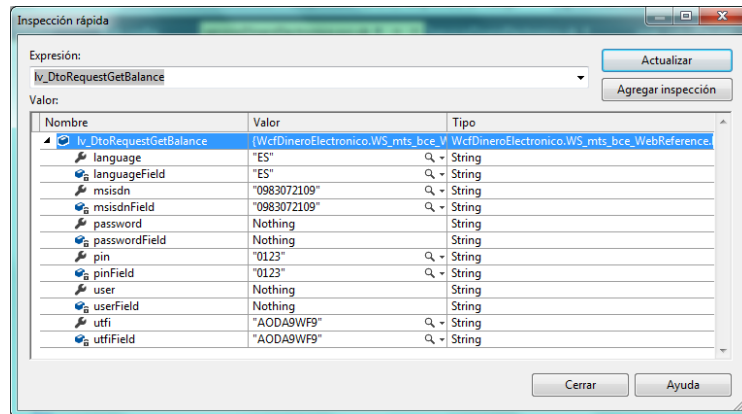 Inspección rápida
Expresión:
lv_DtoRequestGetBalance
Actualizar
Agregar inspección
Valor:
Nombre Valor Tipo
lv_DtoRequestGetBalance {WcfDineroElectronico.WS_mts_bce_W WcfDineroElectronico.WS_mts_bce_WebReference.
language "ES" String
languageField "ES" String
msisdn "0983072109" String
msisdnField "0983072109" String
password Nothing String
passwordField Nothing String
pin "0123" String
pinField "0123" String
user Nothing String
userField Nothing String
utfi "AODA9WF9" String
utfiField "AODA9WF9" String
Cerrar Ayuda